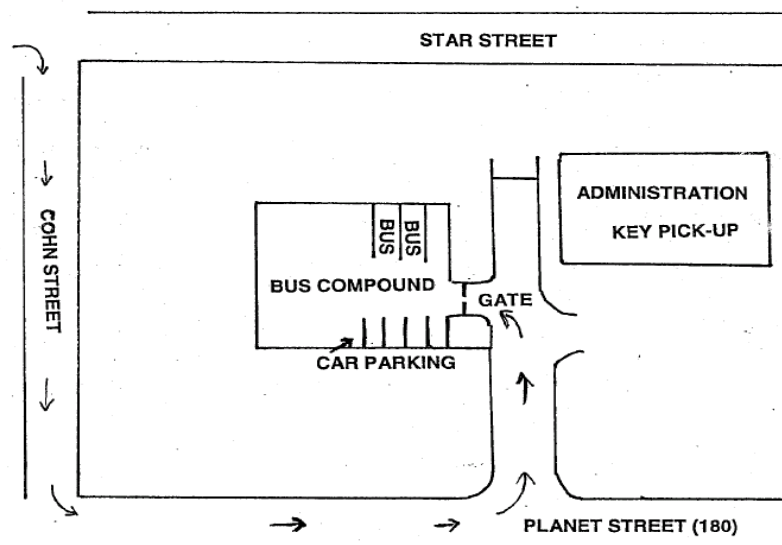 STAR STREET
ADMINISTRATION
KEY PICK-UP
COHN STREET
BUS
BUS
BUS COMPOUND
GATE
CAR PARKING
PLANET STREET (180)